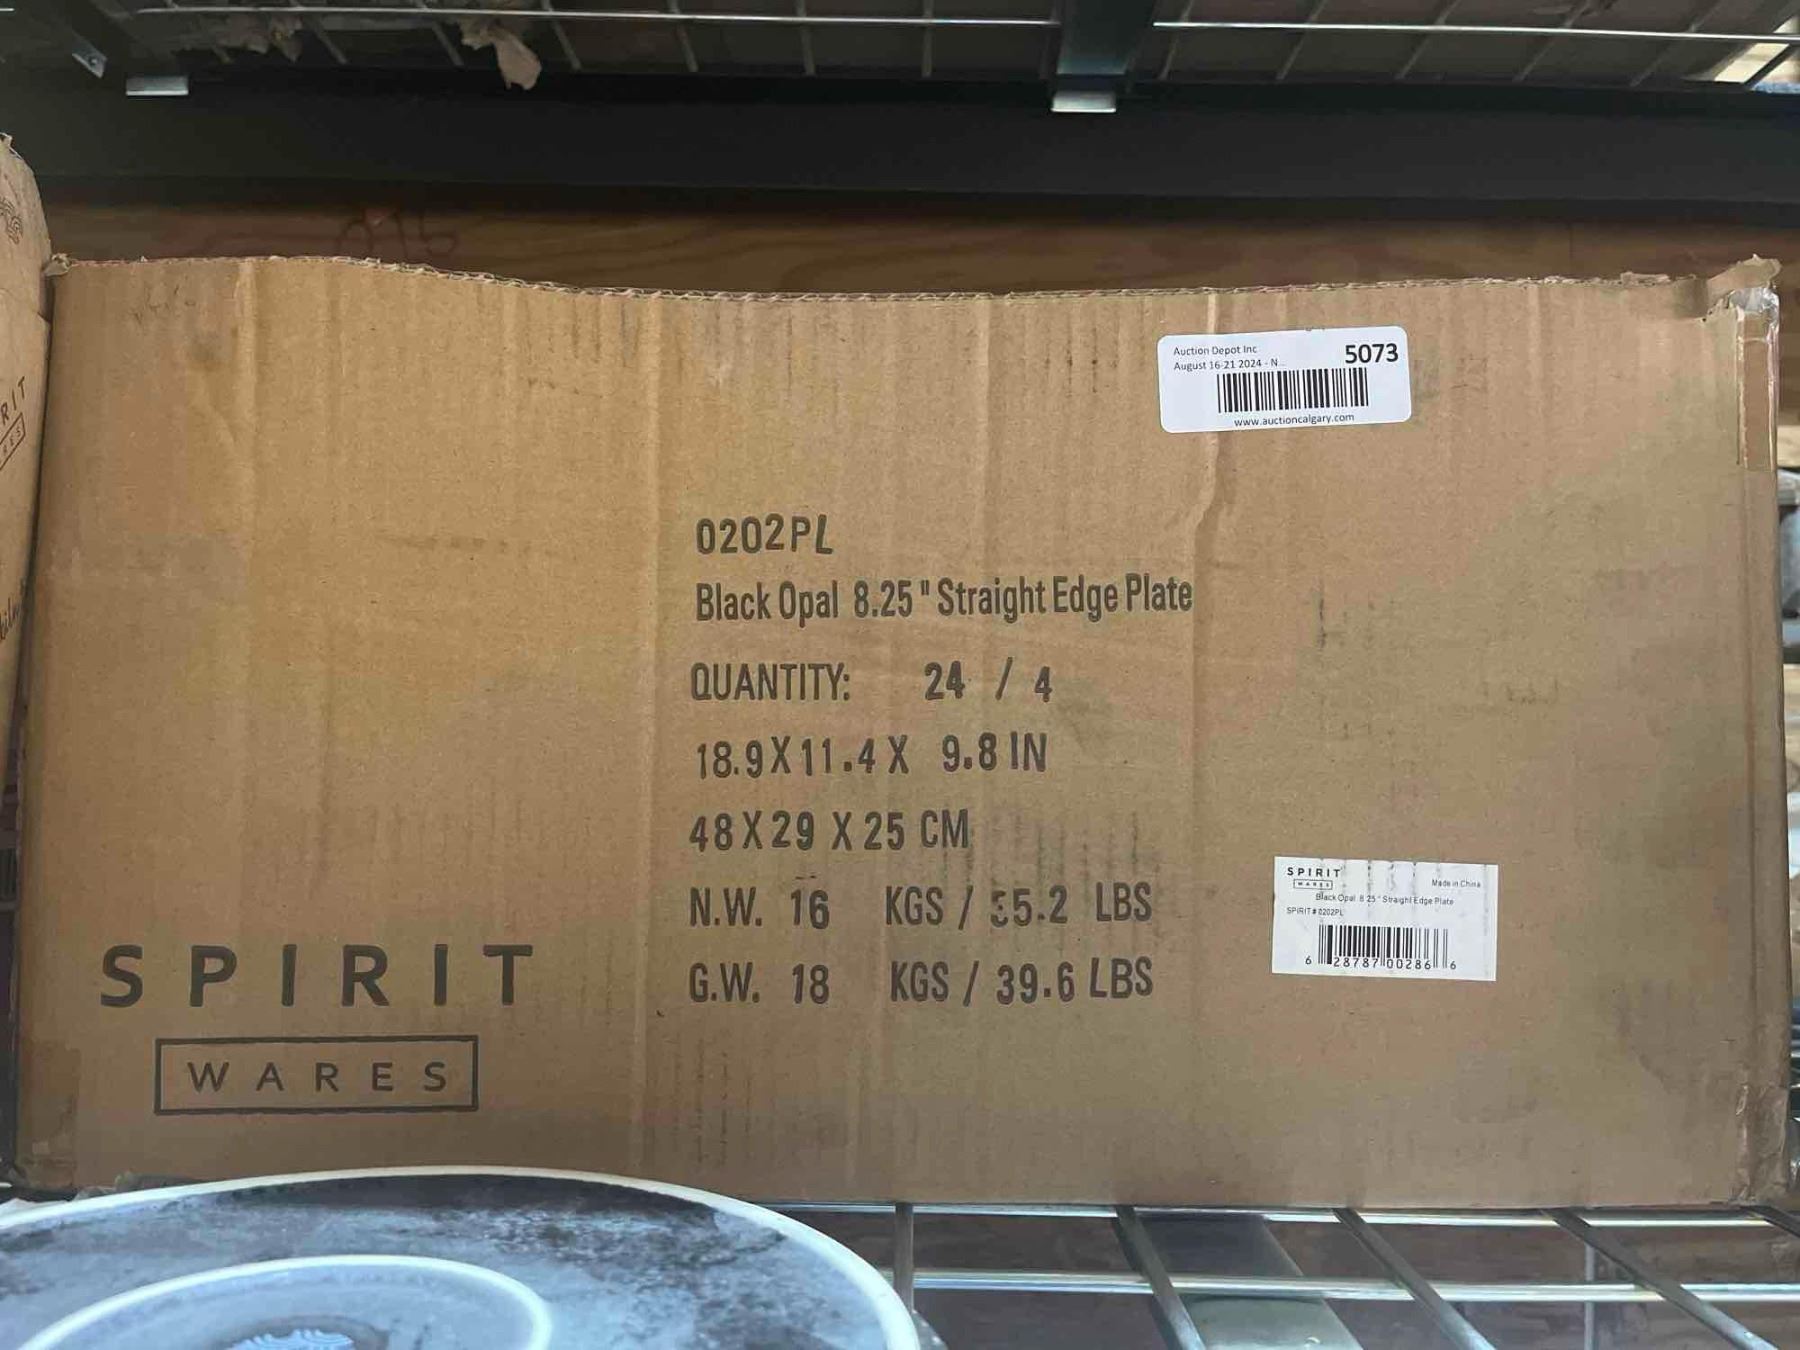 Auction Depot Inc
5073
August 16-21 2024 - N...
www.auctioncalgary.com
0202PL
Black Opal 8.25" Straight Edge Plate
QUANTITY: 24 / 4
18.9X11.4X 9.8 IN
48X29 X25 CM
N.W. 16 KGS / 35.2 LBS
G.W. 18 KGS / 39.6 LBS
SPIRIT
WARES
SPIRIT
WARES
Made in China
Black Opal 8.25" Straight Edge Plate
SPIRIT# 0202PL
6 28787 00286 6
RIT